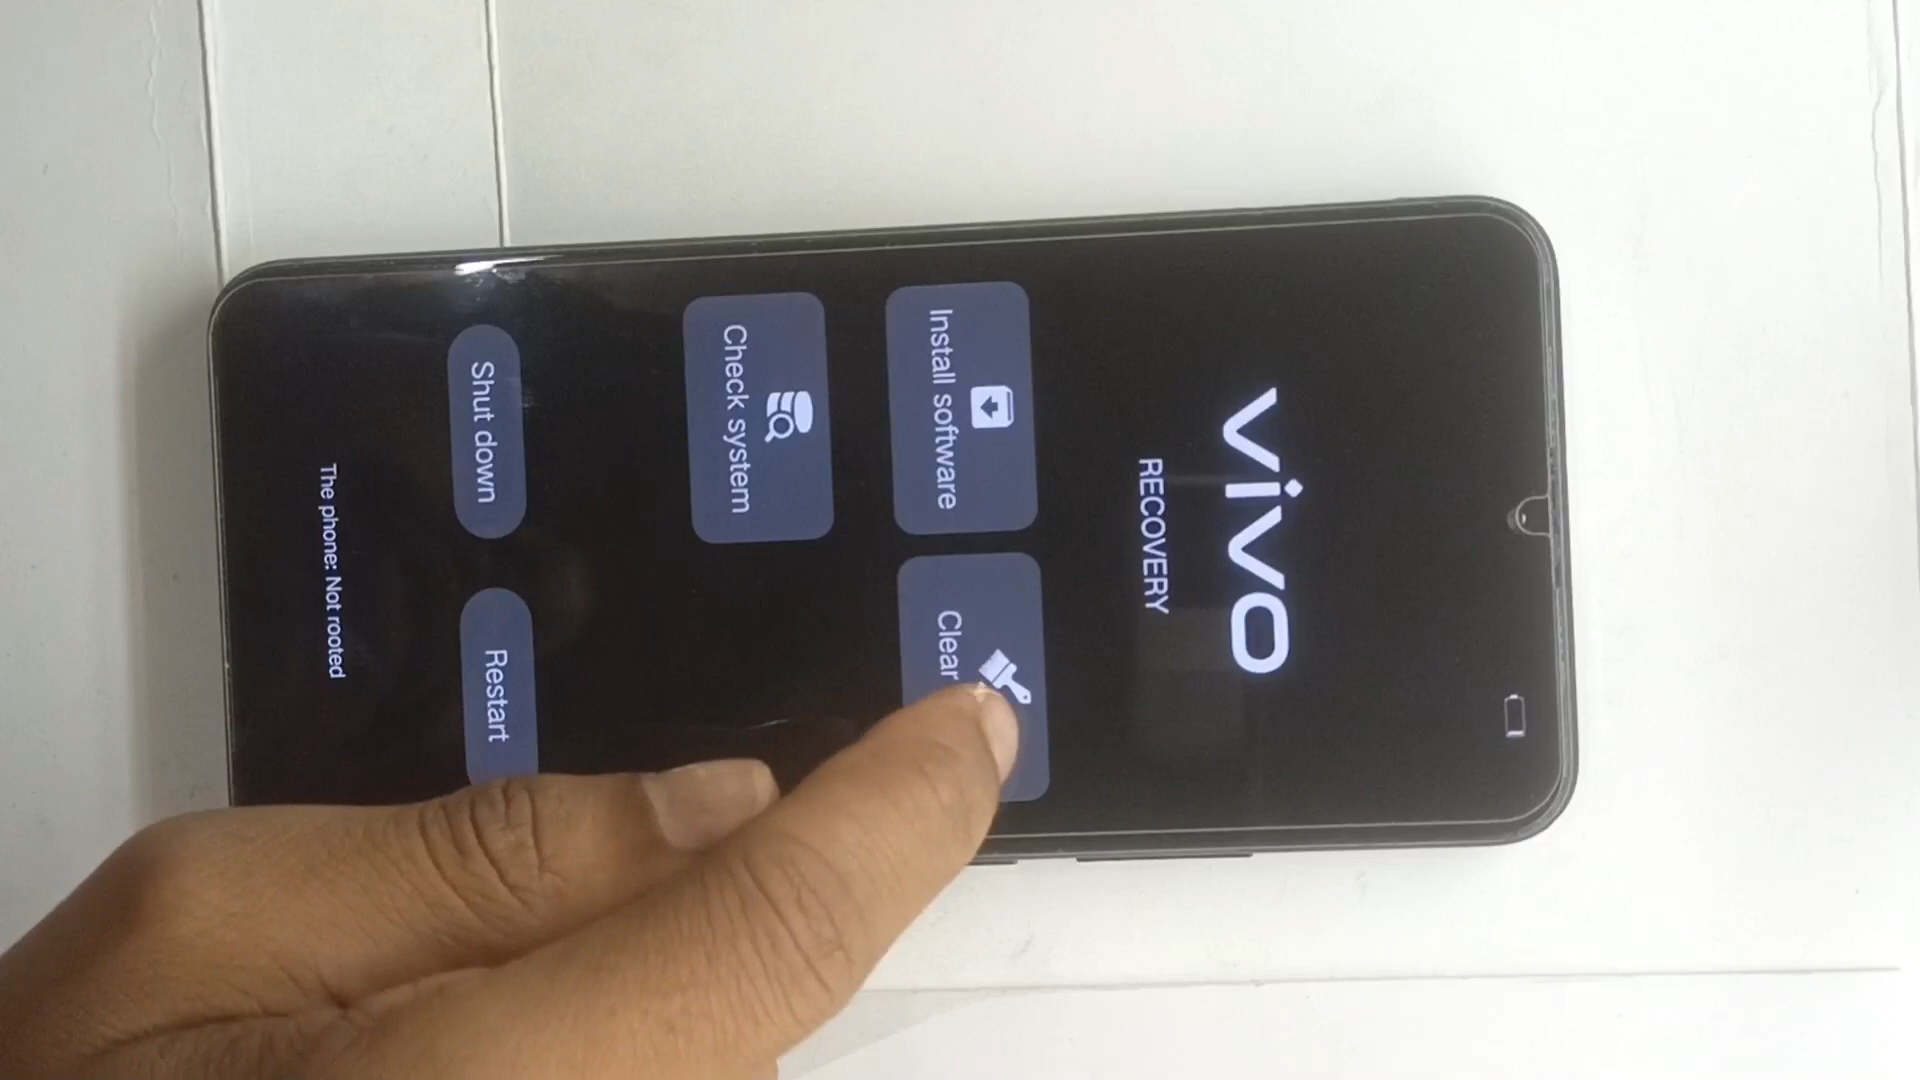 vivo
RECOVERY
Install software
Clear
Check system
Shut down
Restart
The phone: Not rooted